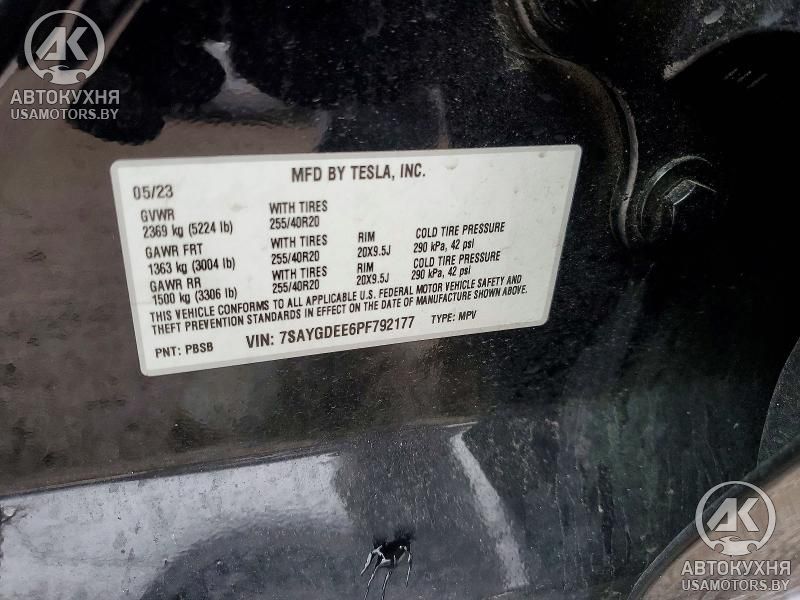 AK
АВТОКУХНЯ
USAMOTORS.BY
MFD BY TESLA, INC.
05/23
GVWR WITH TIRES
2369 kg (5224 lb) 255/40R20
GAWR FRT WITH TIRES RIM COLD TIRE PRESSURE
1363 kg (3004 lb) 255/40R20 20X9.5J 290 kPa, 42 psi
GAWR RR WITH TIRES RIM COLD TIRE PRESSURE
1500 kg (3306 lb) 255/40R20 20X9.5J 290 kPa, 42 psi
THIS VEHICLE CONFORMS TO ALL APPLICABLE U.S. FEDERAL MOTOR VEHICLE SAFETY AND
THEFT PREVENTION STANDARDS IN EFFECT ON THE DATE OF MANUFACTURE SHOWN ABOVE.
PNT: PBSB VIN: 7SAYGDEE6PF792177 TYPE: MPV
AK
АВТОКУХНЯ
USAMOTORS.BY